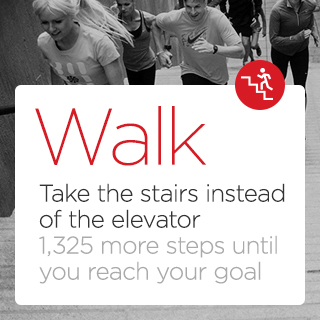 Walk
Take the stairs instead
of the elevator
1,325 more steps until
you reach your goal